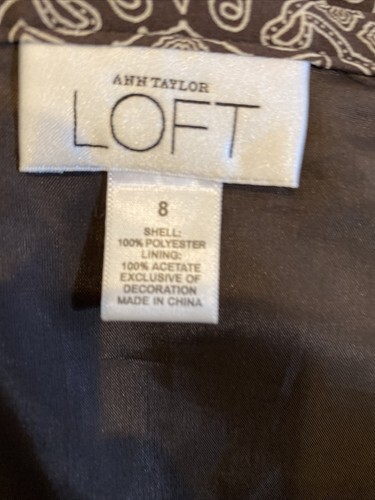 ANN TAYLOR
LOFT
8
SHELL:
100% POLYESTER
LINING:
100% ACETATE
EXCLUSIVE OF
DECORATION
MADE IN CHINA